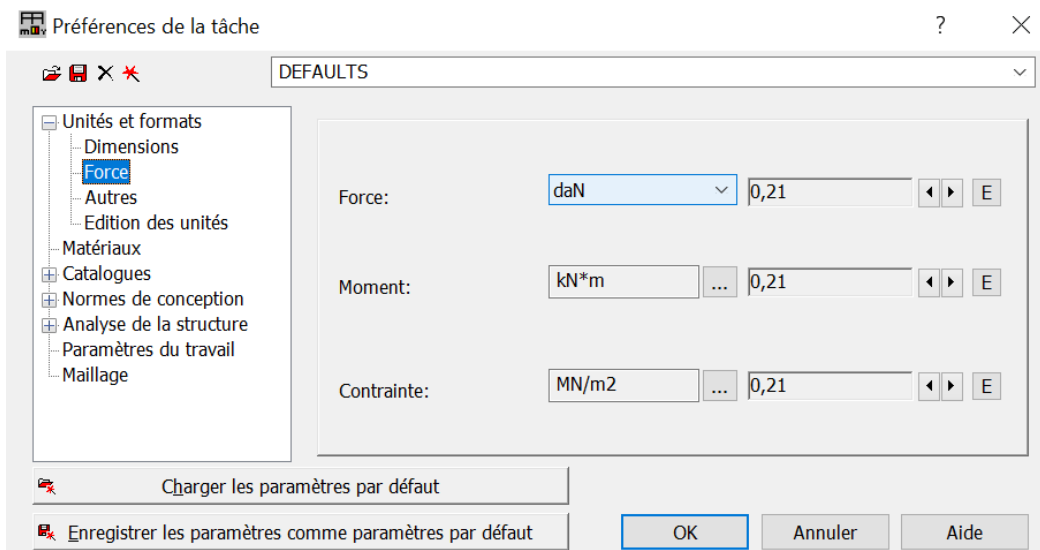 Préférences de la tâche
DEFAULTS
Unités et formats
Dimensions
Force
Autres
Edition des unités
Matériaux
Catalogues
Normes de conception
Analyse de la structure
Paramètres du travail
Maillage
Force: daN 0,21 E
Moment: kN*m ... 0,21 E
Contrainte: MN/m2 ... 0,21 E
Charger les paramètres par défaut
Enregistrer les paramètres comme paramètres par défaut
OK Annuler Aide